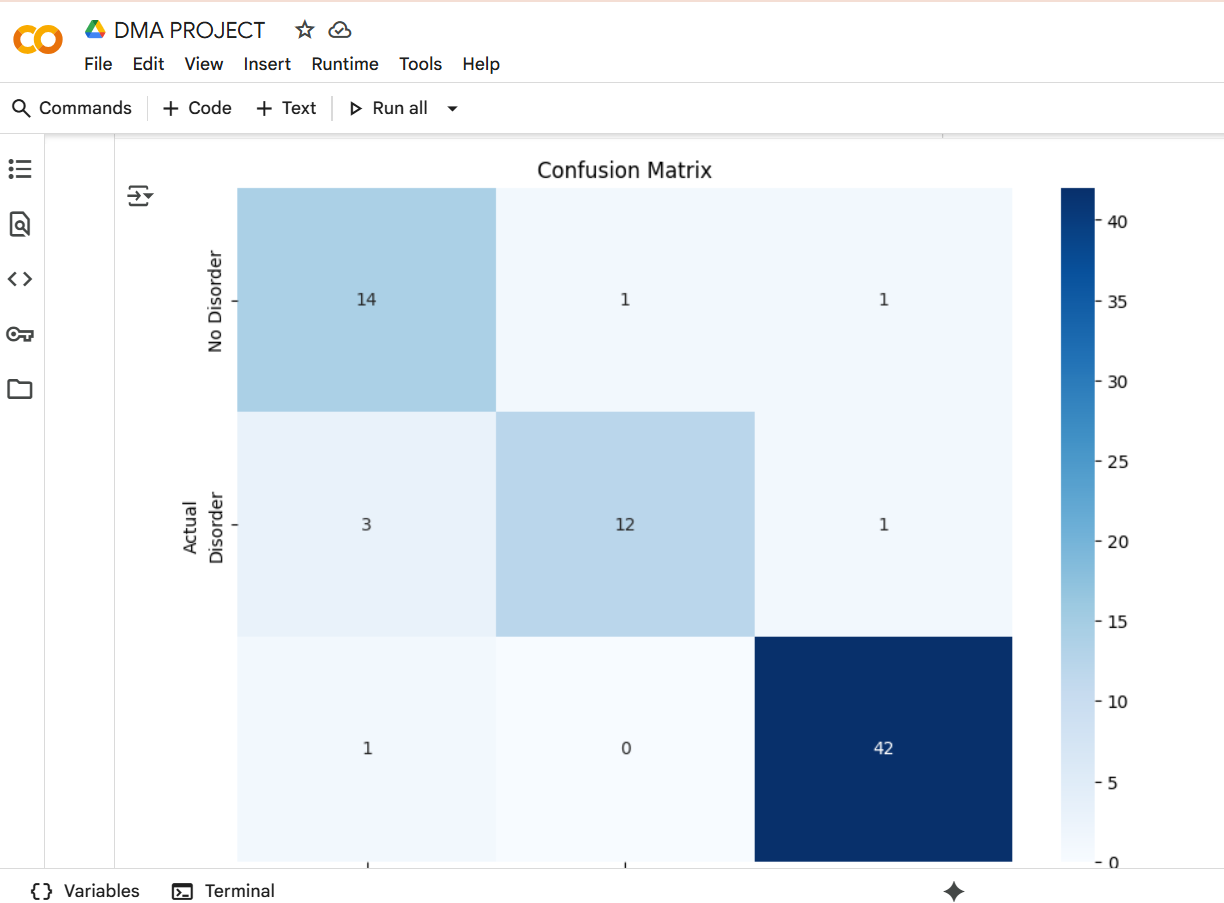 DMA PROJECT
File Edit View Insert Runtime Tools Help
Commands + Code + Text Run all
Confusion Matrix
No Disorder
14 1 1
Actual
Disorder
3 12 1
1 0 42
40
35
30
25
20
15
10
5
0
Variables Terminal